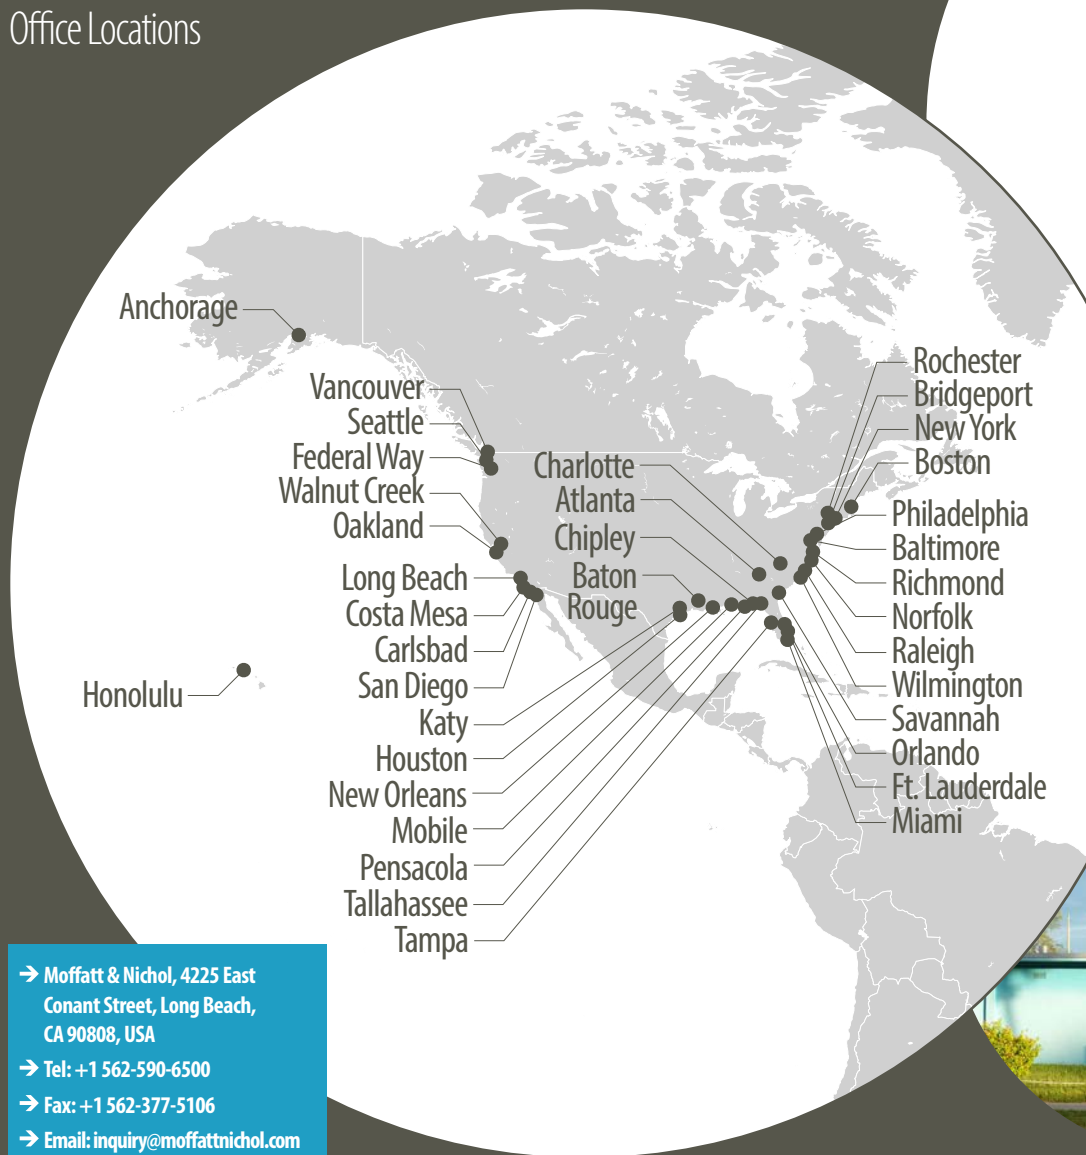 Office Locations
Anchorage
Vancouver
Seattle
Federal Way
Walnut Creek
Oakland
Long Beach
Costa Mesa
Carlsbad
San Diego
Honolulu
Katy
Houston
New Orleans
Mobile
Pensacola
Tallahassee
Tampa
Charlotte
Atlanta
Chipley
Baton
Rouge
Rochester
Bridgeport
New York
Boston
Philadelphia
Baltimore
Richmond
Norfolk
Raleigh
Wilmington
Savannah
Orlando
Ft. Lauderdale
Miami
→ Moffatt & Nichol, 4225 East
Conant Street, Long Beach,
CA 90808, USA
→ Tel: +1 562-590-6500
→ Fax: +1 562-377-5106
→ Email: inquiry@moffattnichol.com